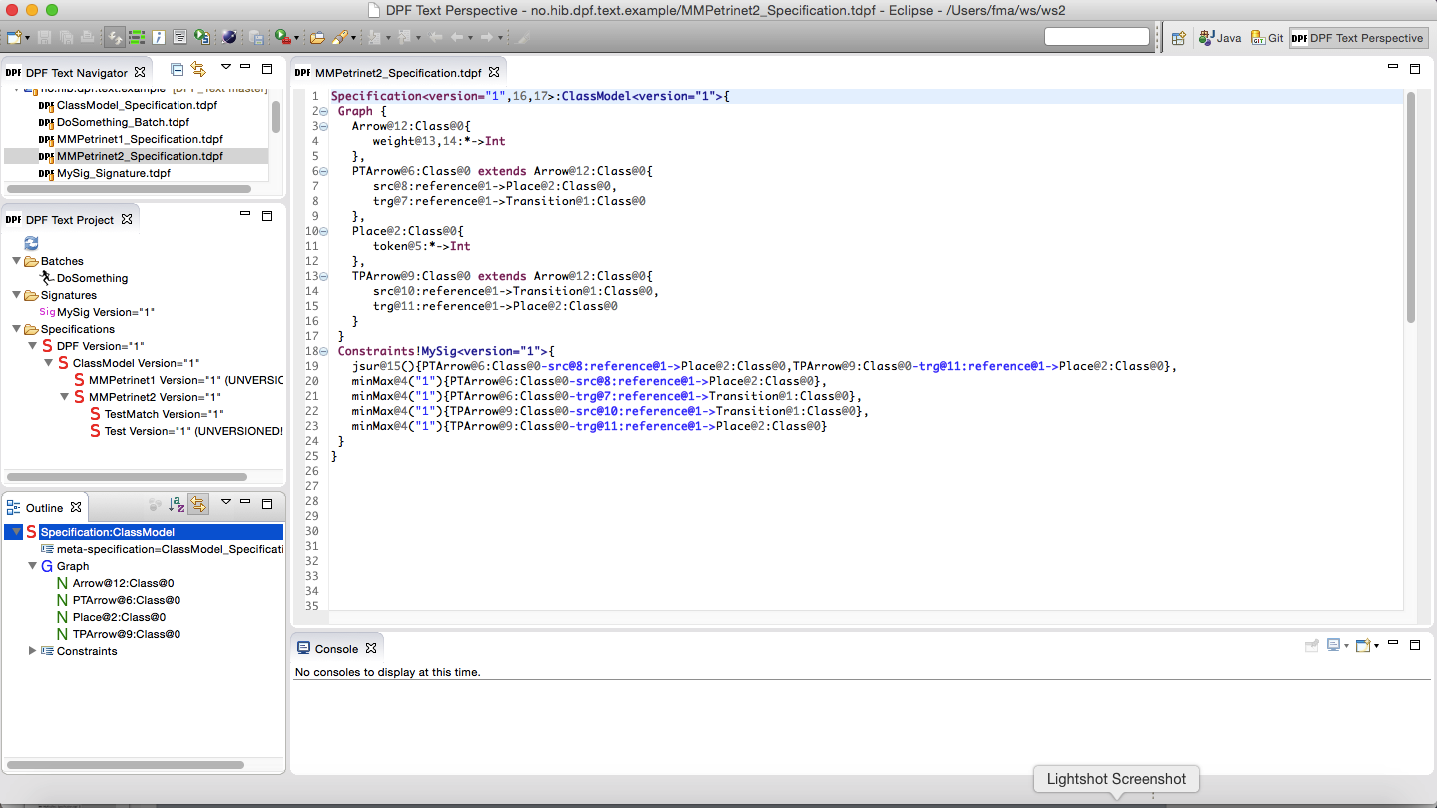 DPF Text Perspective - no.hib.dpf.text.example/MMPetrinet2_Specification.tdpf - Eclipse - /Users/fma/ws/ws2
Java
Git
DPF DPF Text Perspective
DPF DPF Text Navigator
no.hib.dpf.text.example [DPF_Text master]
DPF ClassModel_Specification.tdpf
DPF DoSomething_Batch.tdpf
DPF MMPetrinet1_Specification.tdpf
DPF MMPetrinet2_Specification.tdpf
DPF MySig_Signature.tdpf
DPF DPF Text Project
Batches
DoSomething
Signatures
Sig MySig Version="1"
Specifications
S DPF Version="1"
S ClassModel Version="1"
S MMPetrinet1 Version="1" (UNVERSIC
S MMPetrinet2 Version="1"
S TestMatch Version="1"
S Test Version="1" (UNVERSIONED!
Outline
S Specification:ClassModel
meta-specification=ClassModel_Specificati
G Graph
N Arrow@12:Class@0
N PTArrow@6:Class@0
N Place@2:Class@0
N TPArrow@9:Class@0
Constraints
DPF MMPetrinet2_Specification.tdpf
1 Specification<version="1",16,17>:ClassModel<version="1">{
2 Graph {
3 Arrow@12:Class@0{
4 weight@13,14:*->Int
5 },
6 PTArrow@6:Class@0 extends Arrow@12:Class@0{
7 src@8:reference@1->Place@2:Class@0,
8 trg@7:reference@1->Transition@1:Class@0
9 },
10 Place@2:Class@0{
11 token@5:*->Int
12 },
13 TPArrow@9:Class@0 extends Arrow@12:Class@0{
14 src@10:reference@1->Transition@1:Class@0,
15 trg@11:reference@1->Place@2:Class@0
16 }
17 }
18 Constraints!MySig<version="1">{
19 jsur@15(){PTArrow@6:Class@0-src@8:reference@1->Place@2:Class@0,TPArrow@9:Class@0-trg@11:reference@1->Place@2:Class@0},
20 minMax@4("1"){PTArrow@6:Class@0-src@8:reference@1->Place@2:Class@0},
21 minMax@4("1"){PTArrow@6:Class@0-trg@7:reference@1->Transition@1:Class@0},
22 minMax@4("1"){TPArrow@9:Class@0-src@10:reference@1->Transition@1:Class@0},
23 minMax@4("1"){TPArrow@9:Class@0-trg@11:reference@1->Place@2:Class@0}
24 }
25 }
26
27
28
29
30
31
32
33
34
35
Console
No consoles to display at this time.
Lightshot Screenshot